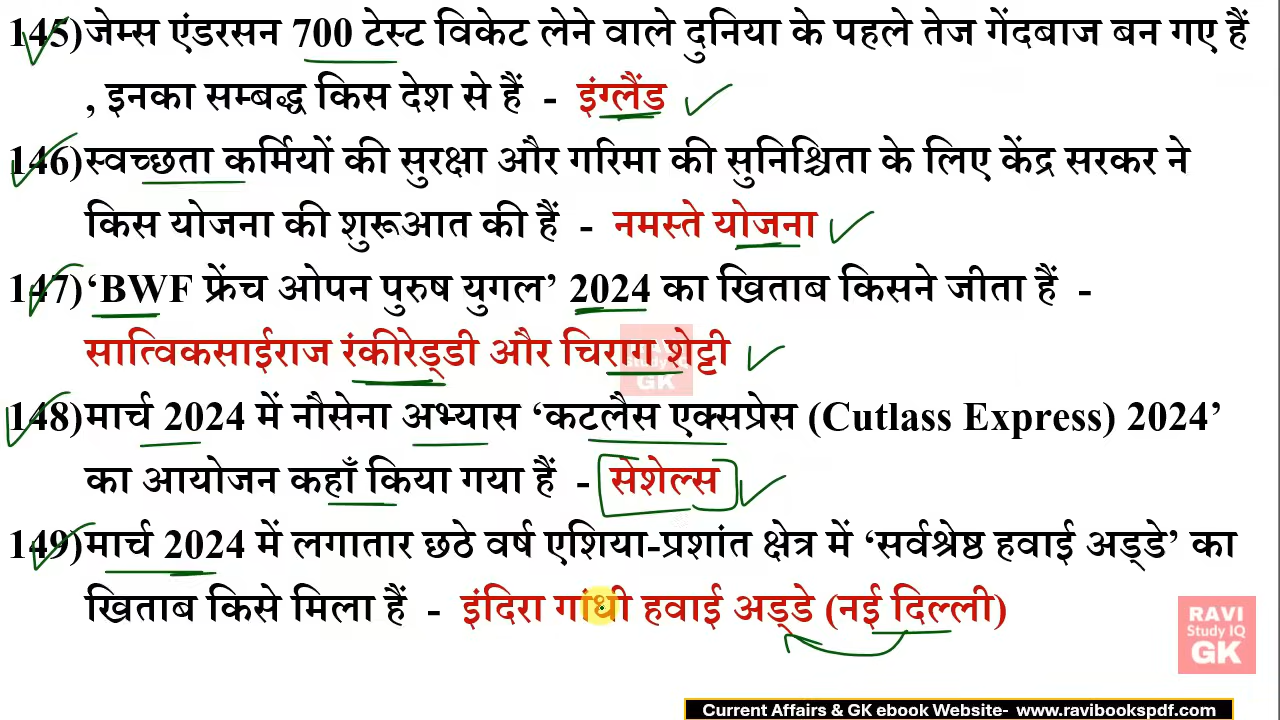 145) जेम्स एंडरसन 700 टेस्ट विकेट लेने वाले दुनिया के पहले तेज गेंदबाज बन गए हैं
, इनका सम्बद्ध किस देश से हैं - इंग्लैंड
146) स्वच्छता कर्मियों की सुरक्षा और गरिमा की सुनिश्चिता के लिए केंद्र सरकर ने
किस योजना की शुरूआत की हैं - नमस्ते योजना
147) ‘BWF फ्रेंच ओपन पुरुष युगल’ 2024 का खिताब किसने जीता हैं -
सात्विकसाईराज रंकीरेड्डी और चिराग शेट्टी
148) मार्च 2024 में नौसेना अभ्यास ‘कटलैस एक्सप्रेस (Cutlass Express) 2024’
का आयोजन कहाँ किया गया हैं - सेशेल्स
149) मार्च 2024 में लगातार छठे वर्ष एशिया-प्रशांत क्षेत्र में ‘सर्वश्रेष्ठ हवाई अड्डे’ का
खिताब किसे मिला हैं - इंदिरा गांधी हवाई अड्डे (नई दिल्ली)
RAVI
Study IQ
GK
Current Affairs & GK ebook Website- www.ravibookspdf.com